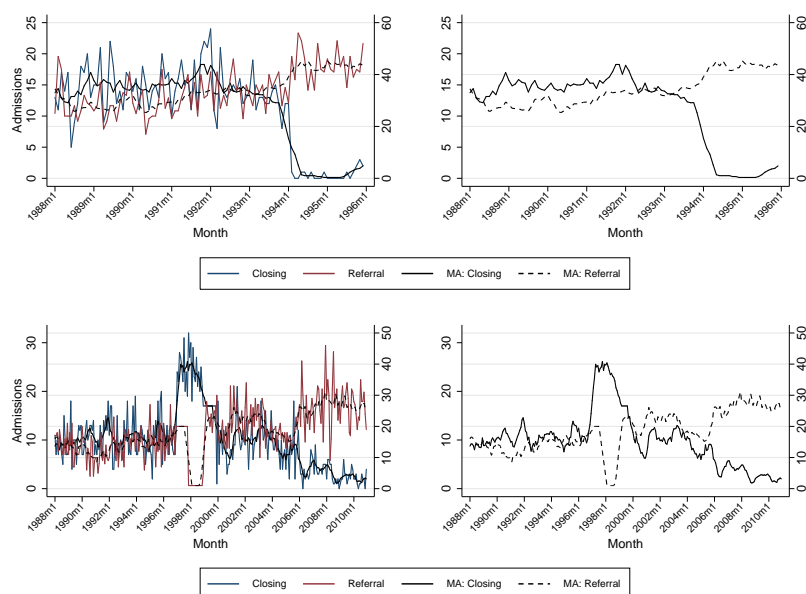 25
20
15
10
5
0
Admissions
60
40
20
0
1988m1
1989m1
1990m1
1991m1
1992m1
1993m1
1994m1
1995m1
1996m1
Month
25
20
15
10
5
0
60
40
20
0
1988m1
1989m1
1990m1
1991m1
1992m1
1993m1
1994m1
1995m1
1996m1
Month
Closing Referral MA: Closing MA: Referral
30
20
10
0
Admissions
50
40
30
20
10
0
1988m1
1990m1
1992m1
1994m1
1996m1
1998m1
2000m1
2002m1
2004m1
2006m1
2008m1
2010m1
Month
30
20
10
0
50
40
30
20
10
0
1988m1
1990m1
1992m1
1994m1
1996m1
1998m1
2000m1
2002m1
2004m1
2006m1
2008m1
2010m1
Month
Closing Referral MA: Closing MA: Referral